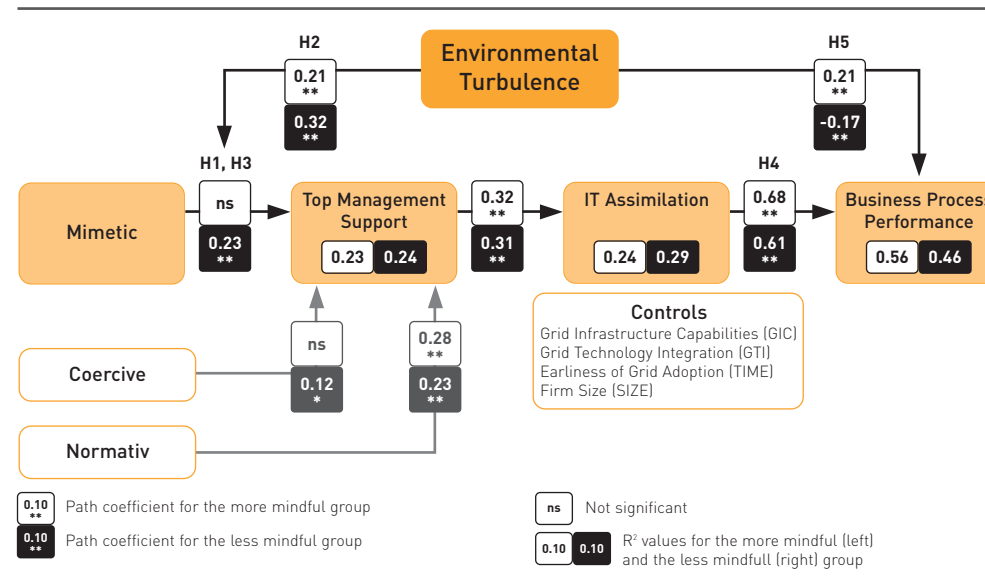 H2
Environmental
Turbulence
H5
0.21
**
0.32
**
0.21
**
-0.17
**
H1, H3
H4
Mimetic
ns
0.23
**
Top Management
Support
0.23 0.24
0.32
**
0.31
**
IT Assimilation
0.24 0.29
0.68
**
0.61
**
Business Process
Performance
0.56 0.46
Coercive
ns
0.12
*
0.28
**
0.23
**
Normativ
Controls
Grid Infrastructure Capabilities (GIC)
Grid Technology Integration (GTI)
Earliness of Grid Adoption (TIME)
Firm Size (SIZE)
0.10
**
Path coefficient for the more mindful group
0.10
**
Path coefficient for the less mindful group
ns Not significant
0.10 0.10 R² values for the more mindful (left)
and the less mindfull (right) group